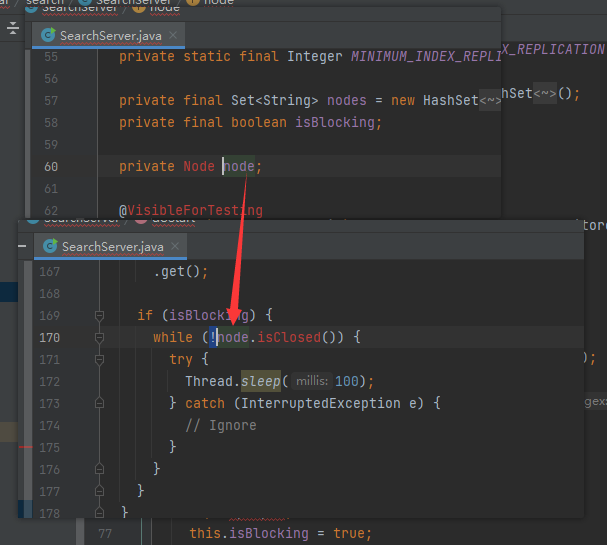 search SearchServer node
SearchServer.java
55 private static final Integer MINIMUM_INDEX_REPLI
X_REPLICATION
56
57 private final Set<String> nodes = new HashSet<~>
hSet<~>();
58 private final boolean isBlocking;
59
60 private Node node;
61
62 @VisibleForTesting
SearchServer.java
167 .get();
168
169 if (isBlocking) {
170 while (!node.isClosed()) {
171 try {
172 Thread.sleep( millis: 100);
173 } catch (InterruptedException e) {
174 // Ignore
175 }
176 }
177 }
178 }
77 this.isBlocking = true;